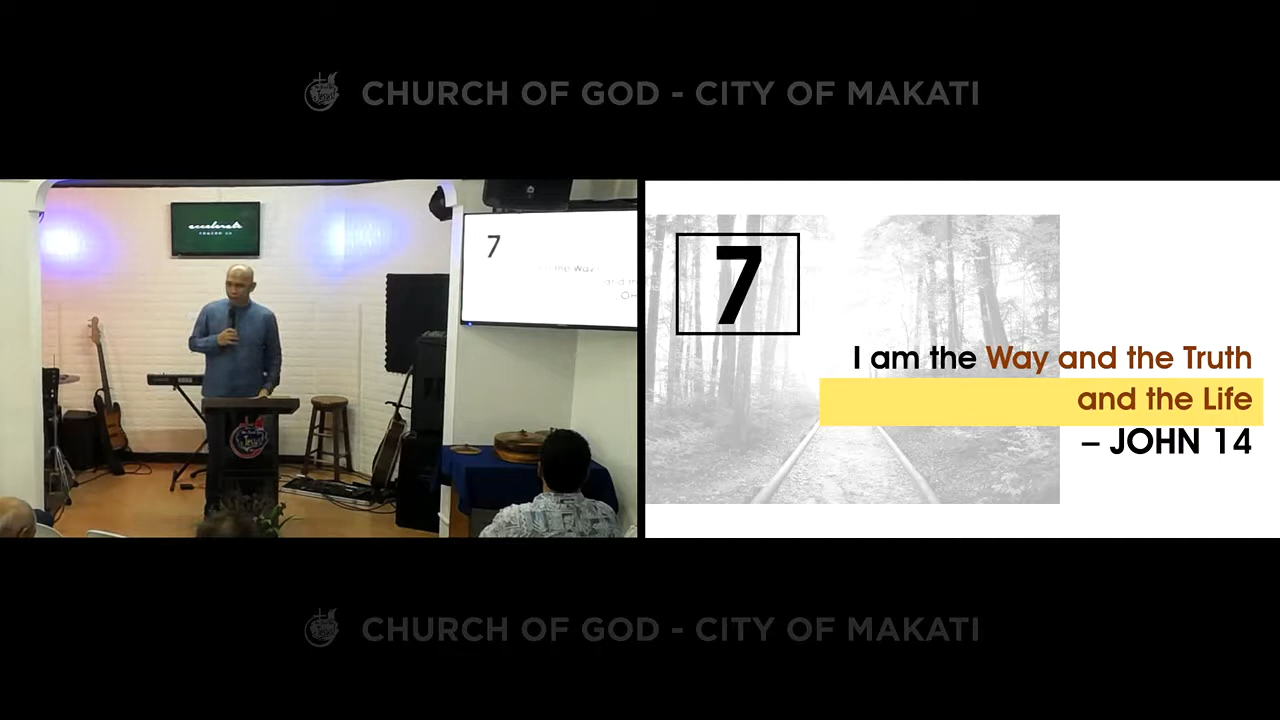 CHURCH OF GOD - CITY OF MAKATI
accelerate
7
7
I am the Way and the Truth
and the Life
– JOHN 14
CHURCH OF GOD - CITY OF MAKATI